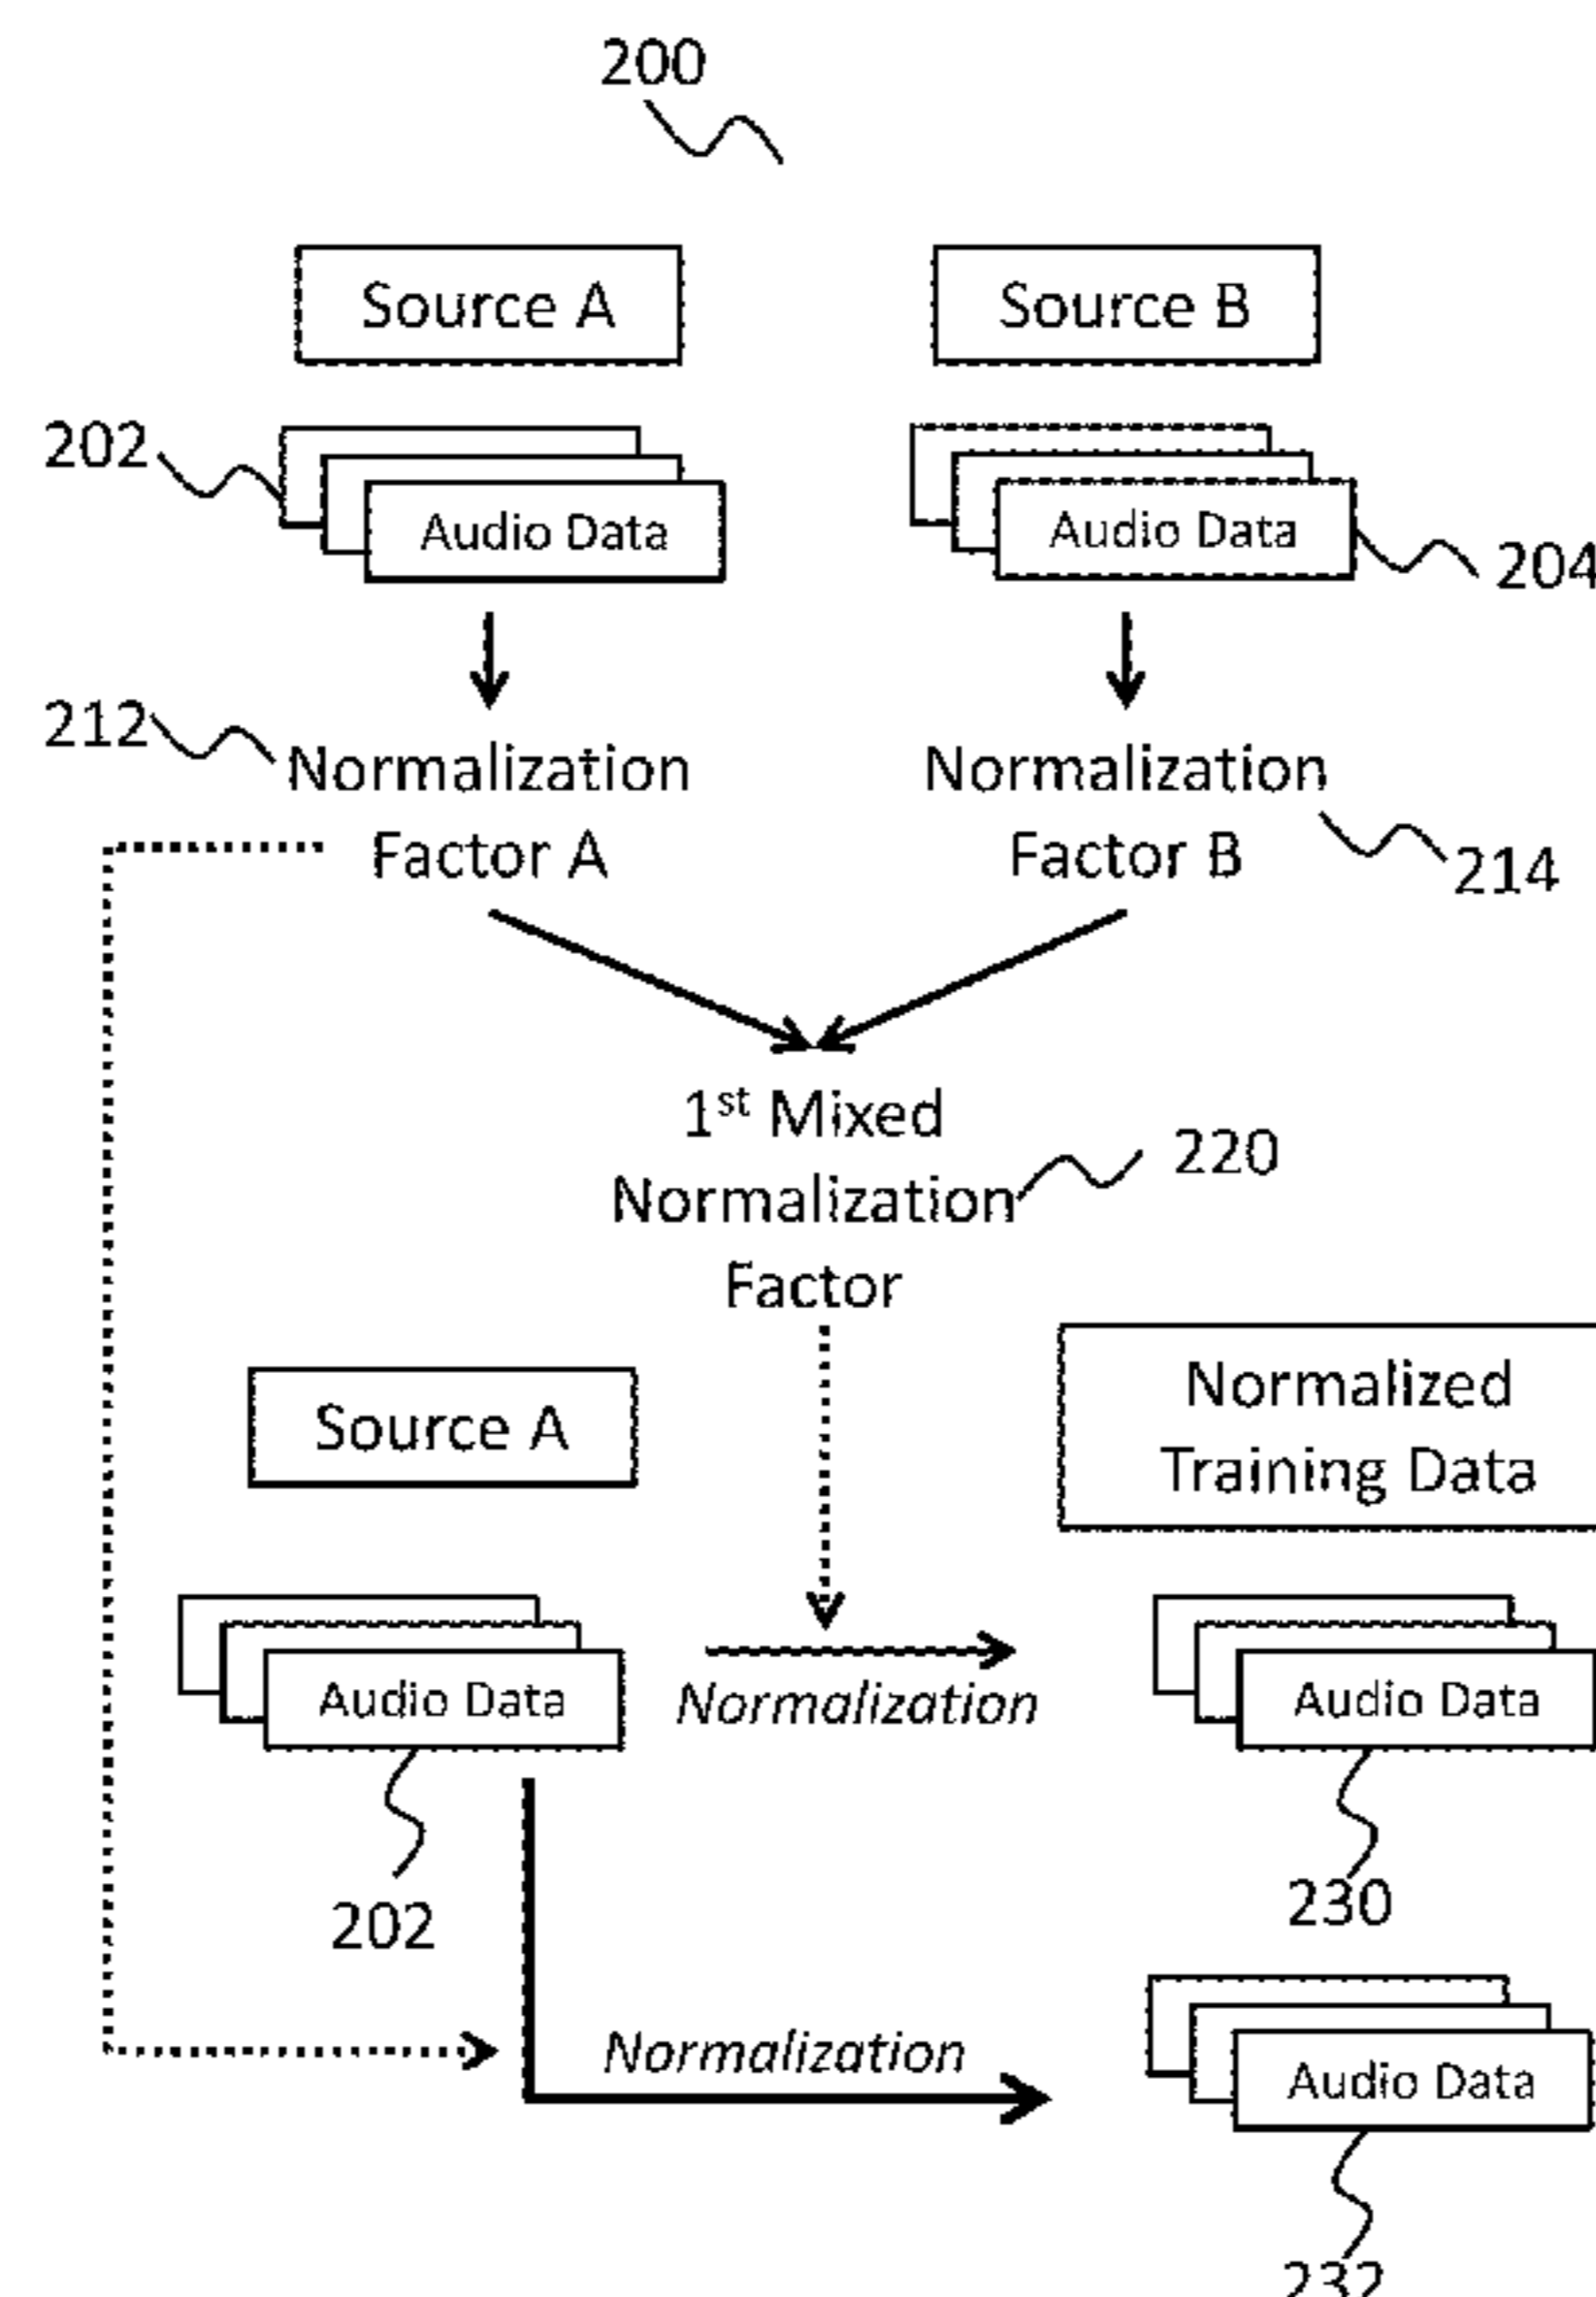 200
Source A
Source B
202
Audio Data
Audio Data
204
212
Normalization
Factor A
Normalization
Factor B
214
1st Mixed
Normalization
Factor
220
Source A
Normalized
Training Data
Audio Data
Normalization
Audio Data
202
230
Normalization
Audio Data
232